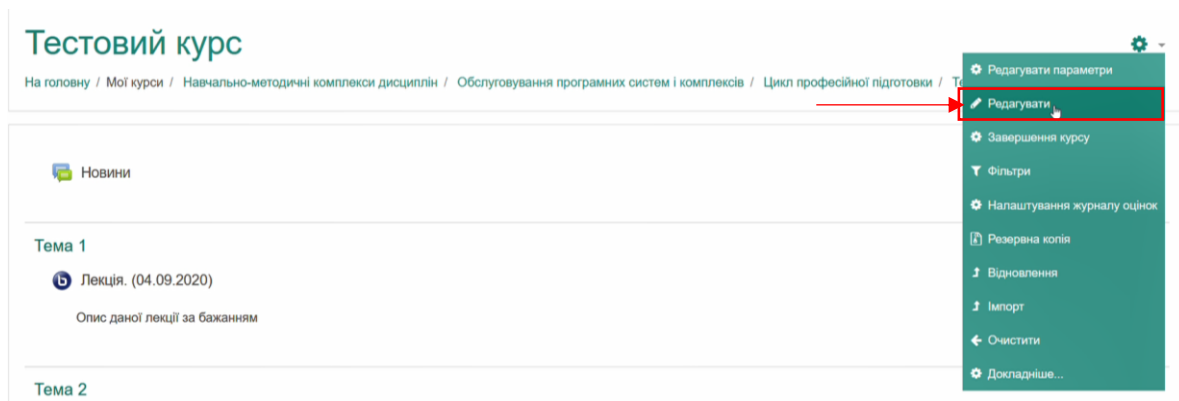 Тестовий курс
На головну / Мої курси / Навчально-методичні комплекси дисциплін / Обслуговування програмних систем і комплексів / Цикл професійної підготовки /
Редагувати параметри
Редагувати
Завершення курсу
Фільтри
Налаштування журналу оцінок
Резервна копія
Відновлення
Імпорт
Очистити
Докладніше...
Новини
Тема 1
Лекція. (04.09.2020)
Опис даної лекції за бажанням
Тема 2